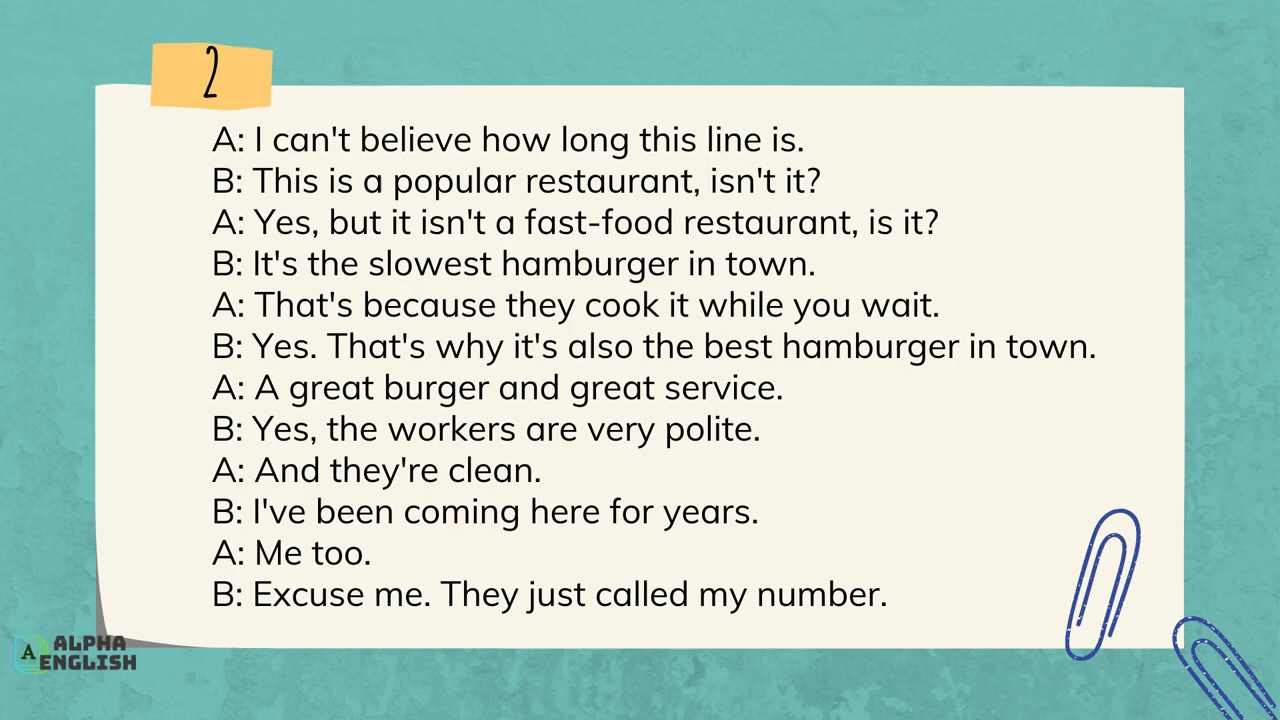 2
A: I can't believe how long this line is.
B: This is a popular restaurant, isn't it?
A: Yes, but it isn't a fast-food restaurant, is it?
B: It's the slowest hamburger in town.
A: That's because they cook it while you wait.
B: Yes. That's why it's also the best hamburger in town.
A: A great burger and great service.
B: Yes, the workers are very polite.
A: And they're clean.
B: I've been coming here for years.
A: Me too.
B: Excuse me. They just called my number.
A
ALPHA
ENGLISH